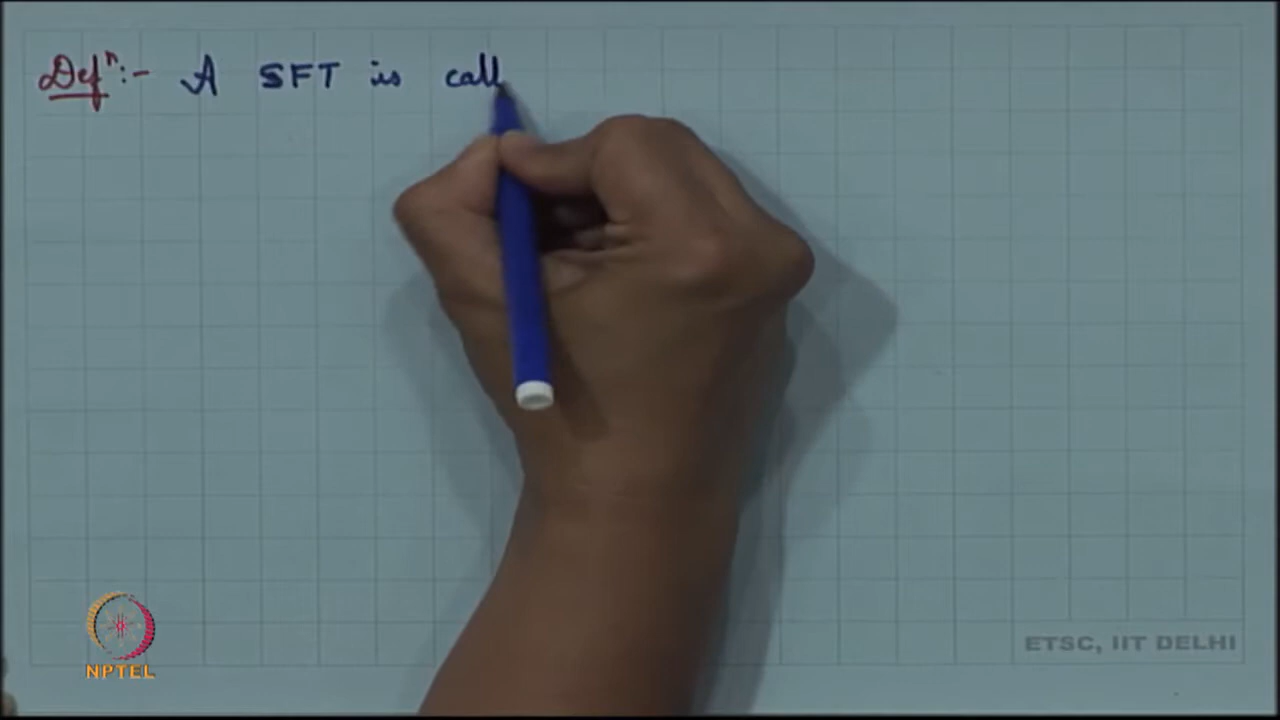 Defⁿ:- A SFT is call
NPTEL
ETSC, IIT DELHI